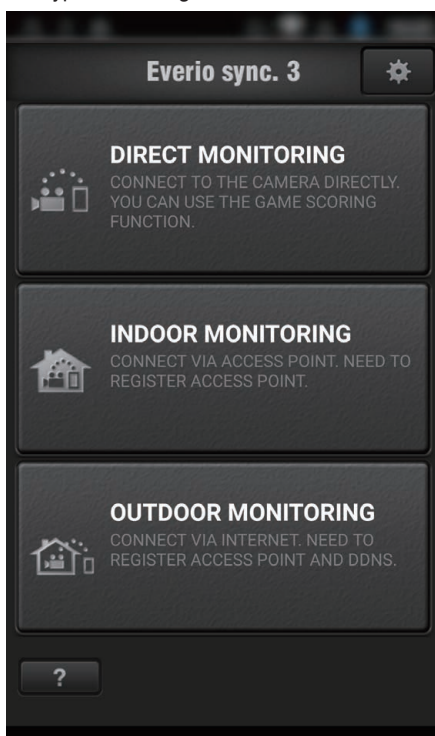 Everio sync. 3
DIRECT MONITORING
CONNECT TO THE CAMERA DIRECTLY.
YOU CAN USE THE GAME SCORING
FUNCTION.
INDOOR MONITORING
CONNECT VIA ACCESS POINT. NEED TO
REGISTER ACCESS POINT.
OUTDOOR MONITORING
CONNECT VIA INTERNET. NEED TO
REGISTER ACCESS POINT AND DDNS.
?